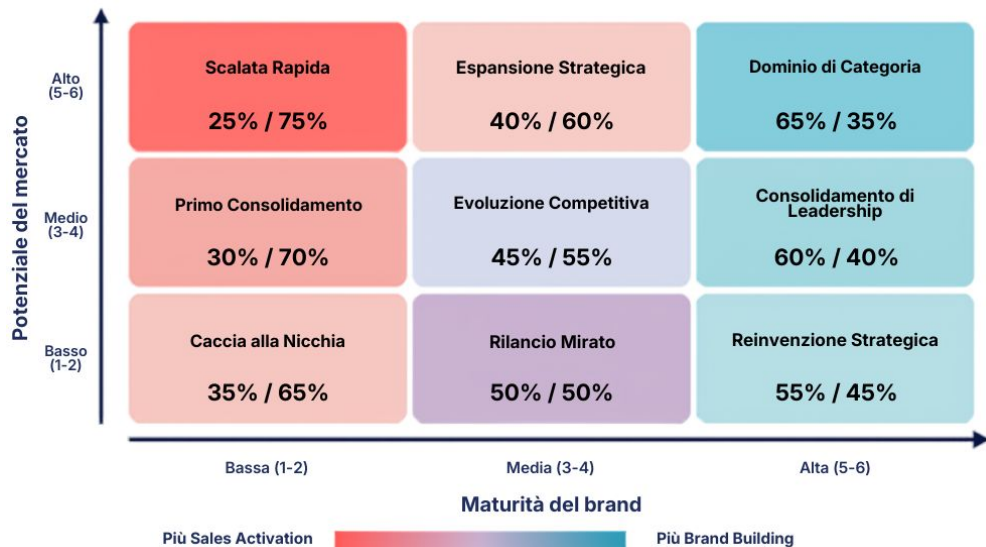 Potenziale del mercato
Alto
(5-6)
Scalata Rapida
25% / 75%
Espansione Strategica
40% / 60%
Dominio di Categoria
65% / 35%
Medio
(3-4)
Primo Consolidamento
30% / 70%
Evoluzione Competitiva
45% / 55%
Consolidamento di
Leadership
60% / 40%
Basso
(1-2)
Caccia alla Nicchia
35% / 65%
Rilancio Mirato
50% / 50%
Reinvenzione Strategica
55% / 45%
Bassa (1-2)
Media (3-4)
Alta (5-6)
Maturità del brand
Più Sales Activation
Più Brand Building